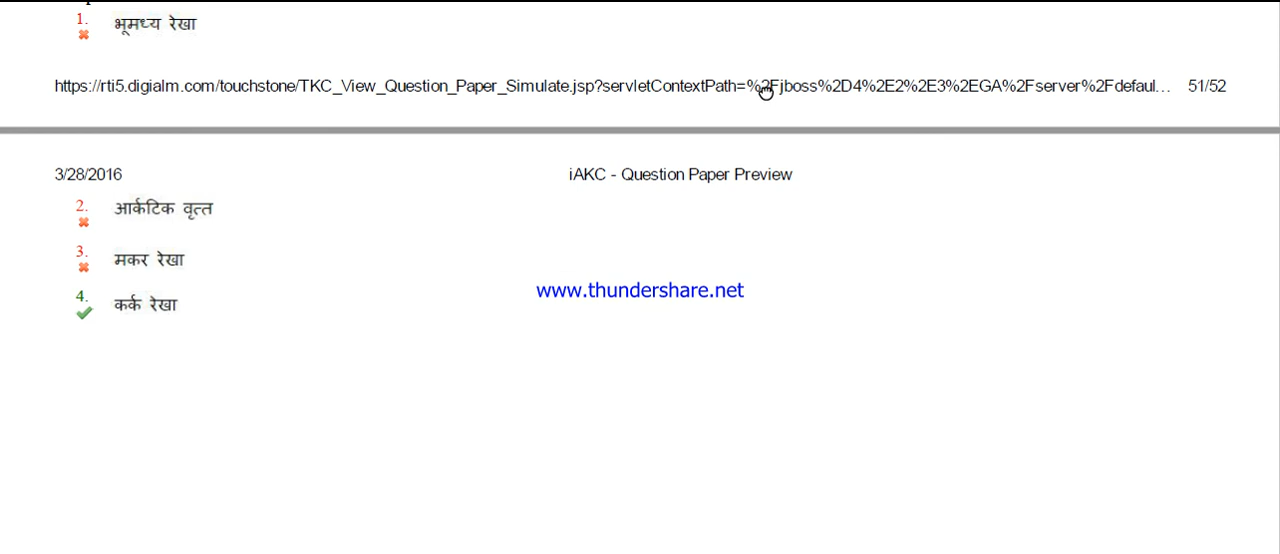 1. भूमध्य रेखा
https://rti5.digialm.com/touchstone/TKC_View_Question_Paper_Simulate.jsp?servletContextPath=%2Fjboss%2D4%2E2%2E3%2EGA%2Fserver%2Fdefaul... 51/52
3/28/2016 iAKC - Question Paper Preview
2. आर्कटिक वृत्त
3. मकर रेखा
www.thundershare.net
4. कर्क रेखा